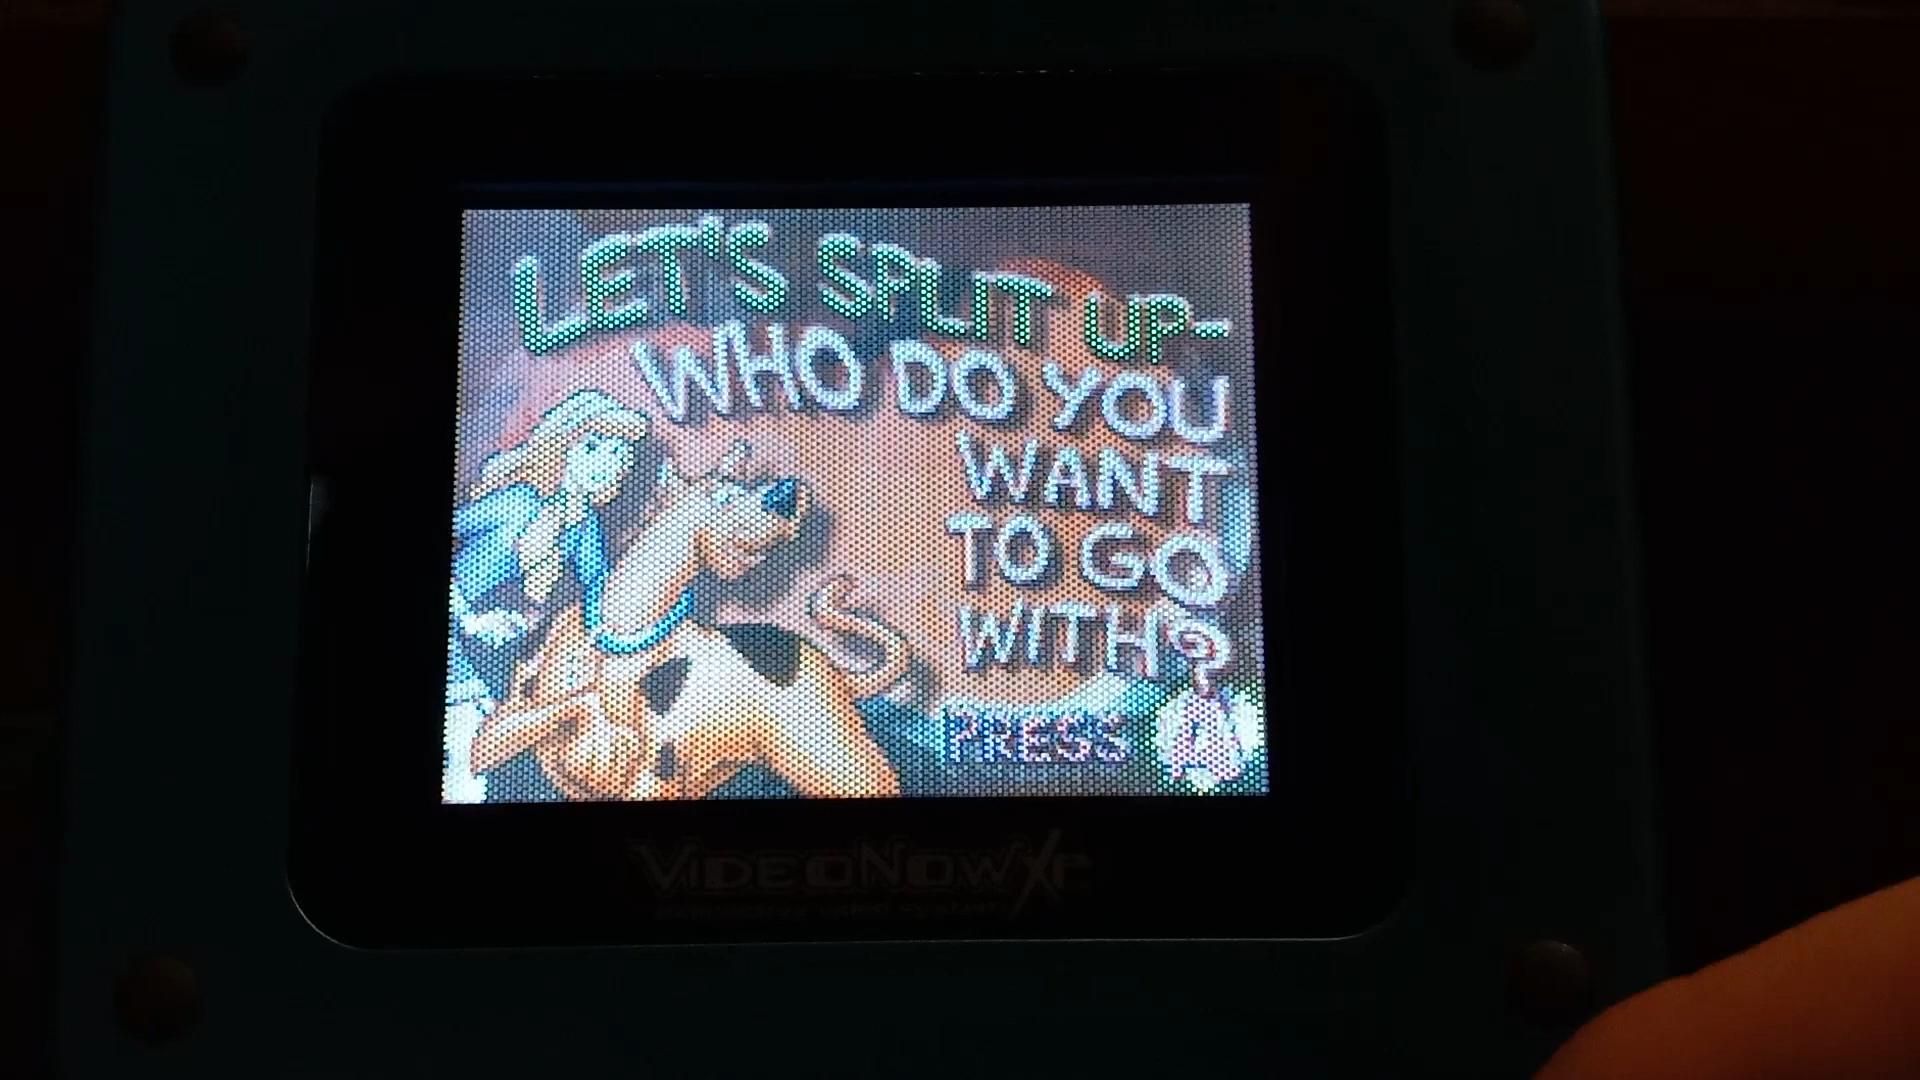 LET'S SPLIT UP-
WHO DO YOU
WANT
TO GO
WITH?
PRESS A
VIDEONOW XP